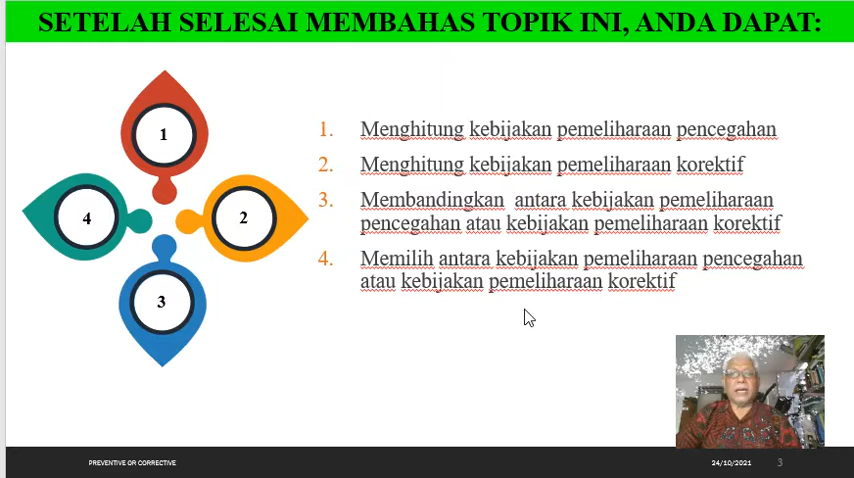 SETELAH SELESAI MEMBAHAS TOPIK INI, ANDA DAPAT:
1
2
3
4
1. Menghitung kebijakan pemeliharaan pencegahan
2. Menghitung kebijakan pemeliharaan korektif
3. Membandingkan antara kebijakan pemeliharaan
pencegahan atau kebijakan pemeliharaan korektif
4. Memilih antara kebijakan pemeliharaan pencegahan
atau kebijakan pemeliharaan korektif
PREVENTIVE OR CORRECTIVE
24/10/2021
3